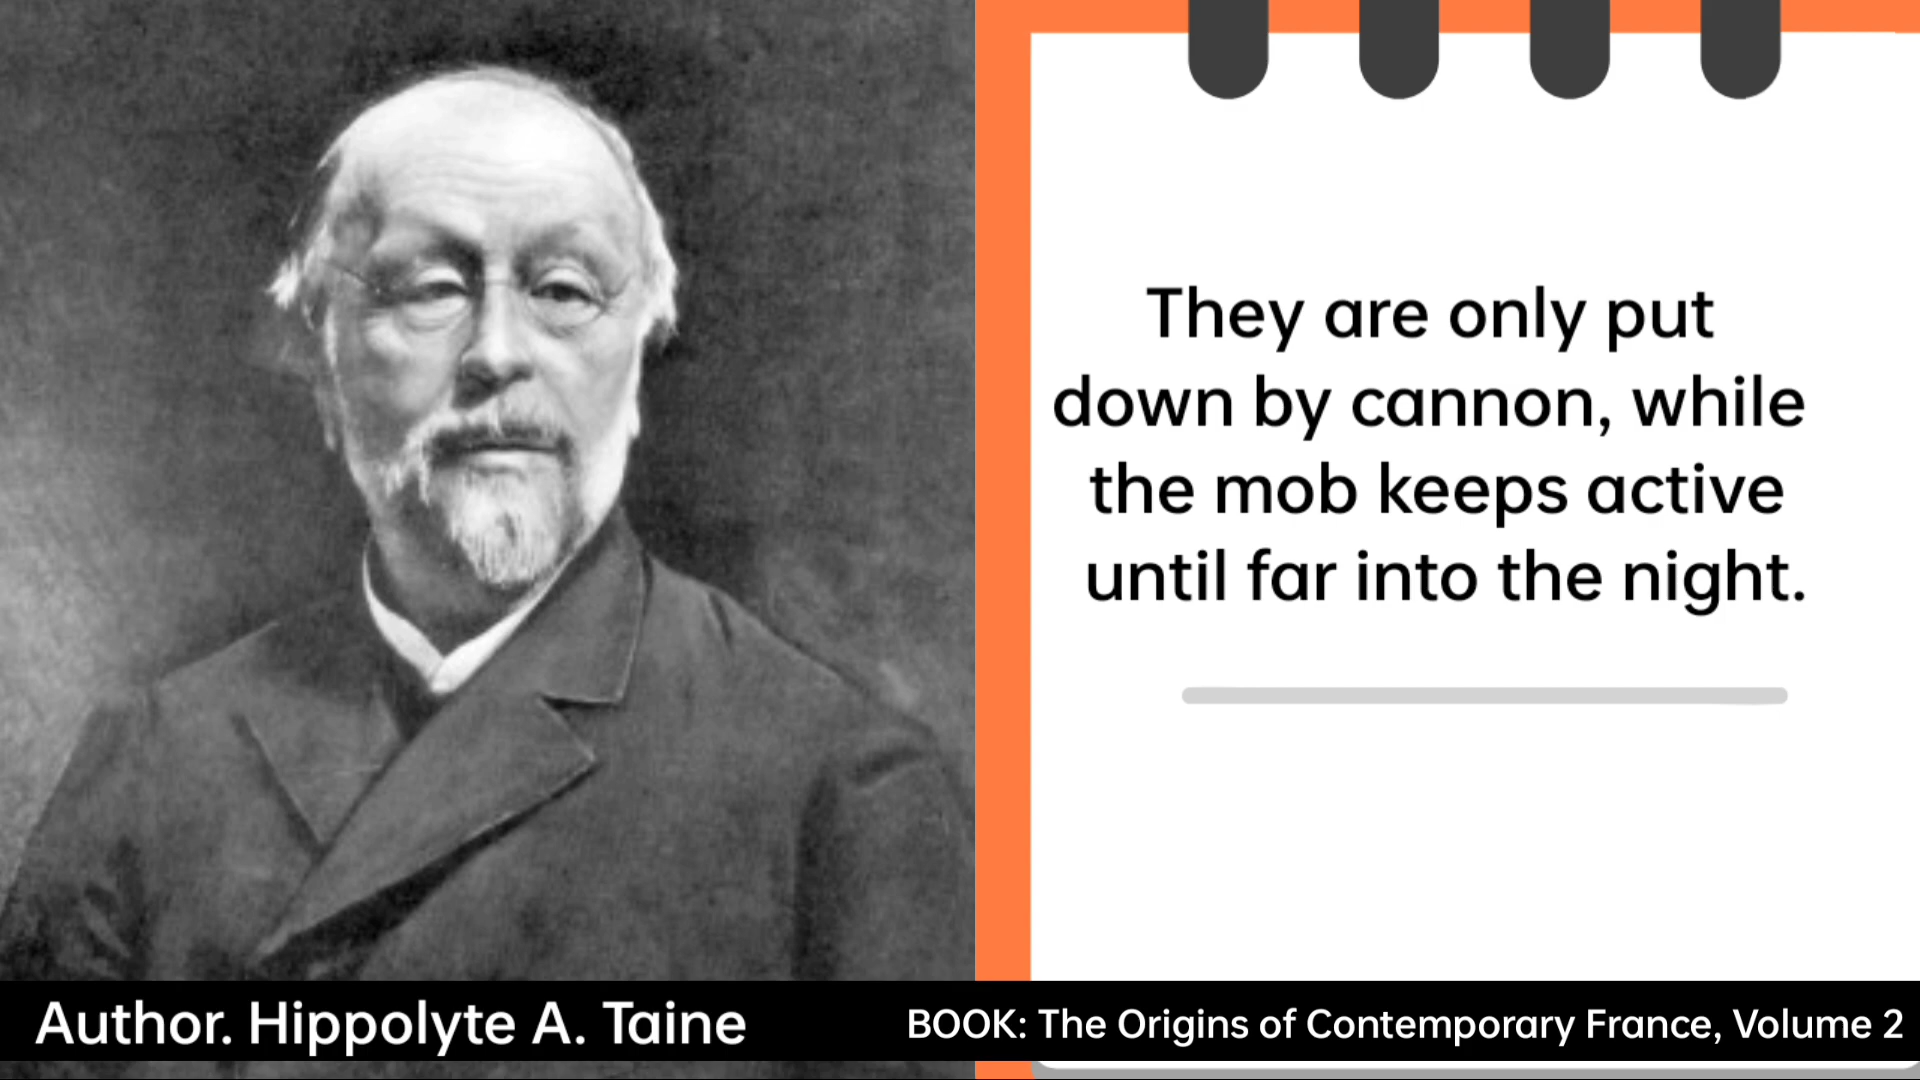 They are only put
down by cannon, while
the mob keeps active
until far into the night.
Author. Hippolyte A. Taine
BOOK: The Origins of Contemporary France, Volume 2